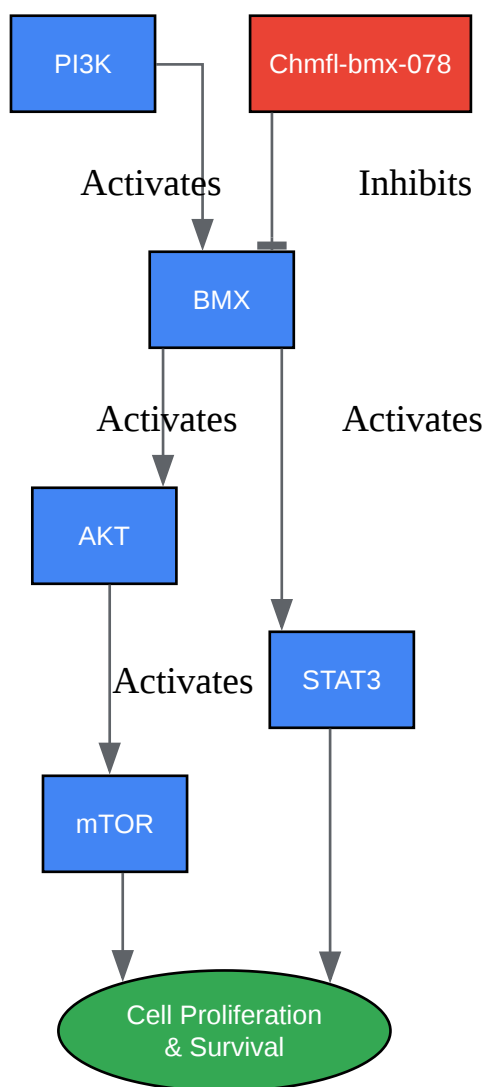 PI3K
Chmfl-bmx-078
Activates
Inhibits
BMX
Activates
Activates
AKT
STAT3
Activates
mTOR
Cell Proliferation
& Survival